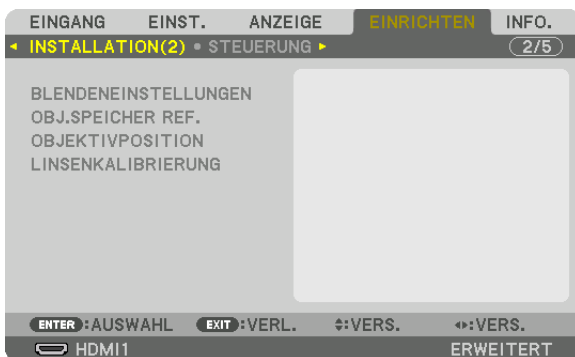 EINGANG EINST. ANZEIGE EINRICHTEN INFO.
◄ INSTALLATION(2) • STEUERUNG ► 2/5
BLENDENEINSTELLUNGEN
OBJ.SPEICHER REF.
OBJEKTIVPOSITION
LINSENKALIBRIERUNG
ENTER :AUSWAHL EXIT :VERL. ♦:VERS. ◄►:VERS.
HDMI1 ERWEITERT